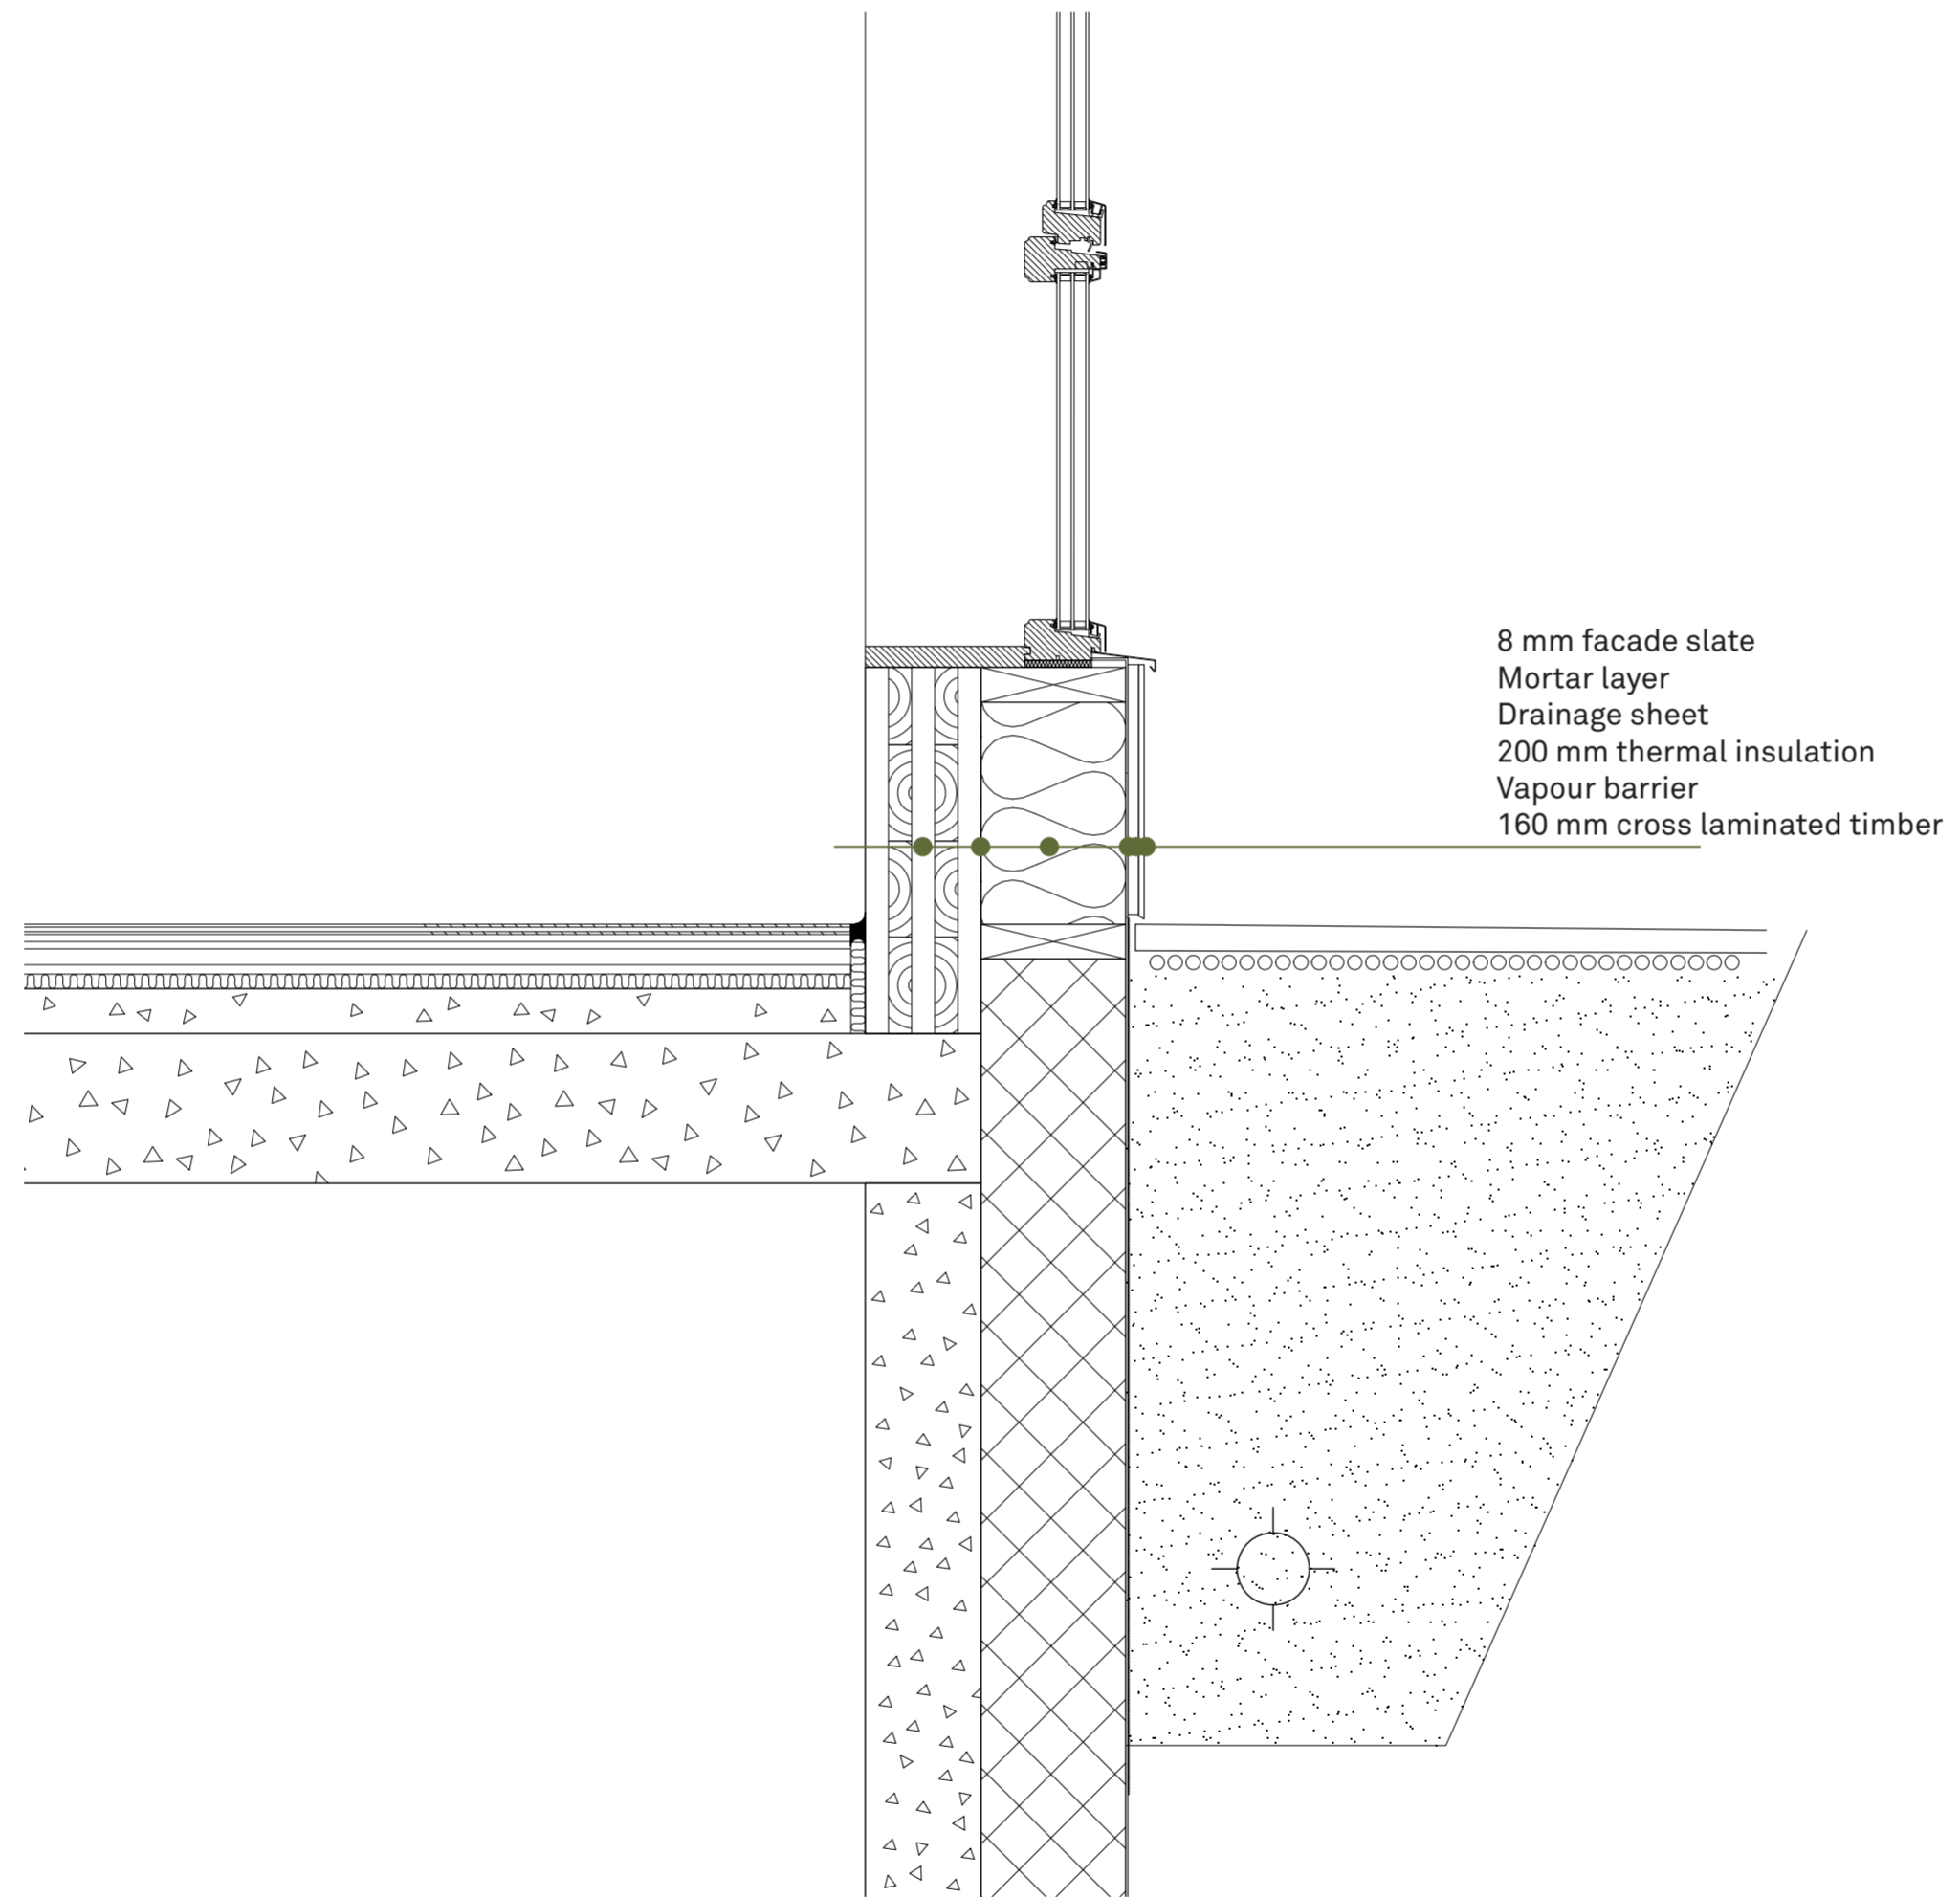 8 mm facade slate
Mortar layer
Drainage sheet
200 mm thermal insulation
Vapour barrier
160 mm cross laminated timber